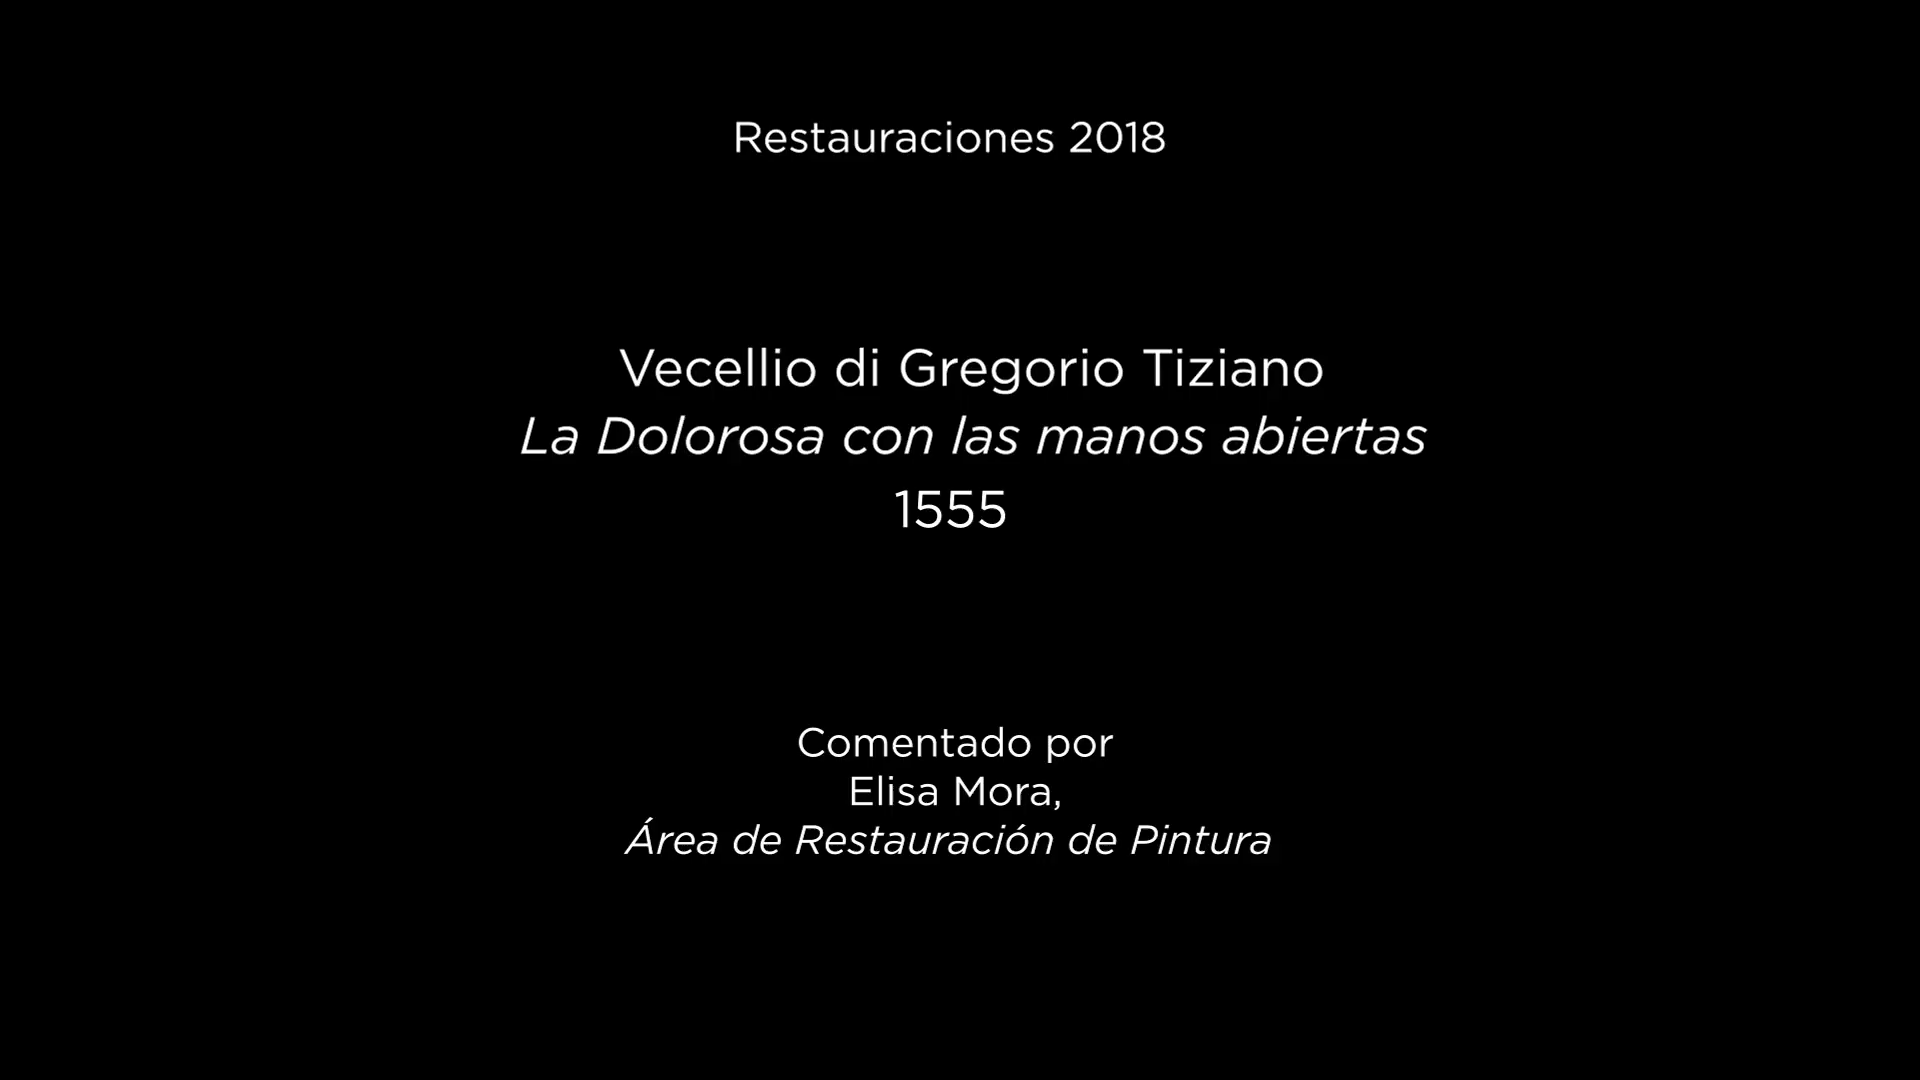 Restauraciones 2018
Vecellio di Gregorio Tiziano
La Dolorosa con las manos abiertas
1555
Comentado por
Elisa Mora,
Área de Restauración de Pintura